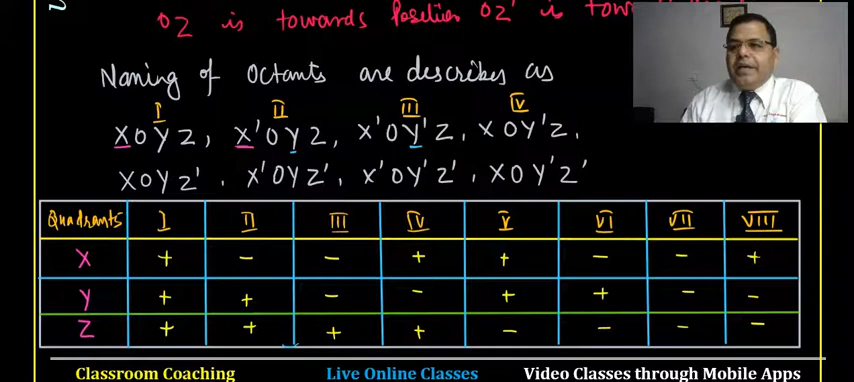 OZ is towards Position OZ' is
Naming of Octants are describes as
I II III IV
XOYZ, X'OYZ, X'OY'Z, XOY'Z,
XOYZ', X'OYZ', X'OY'Z', XOY'Z'
Quadrants I II III IV V VI VII VIII
X + - - + + - - +
Y + + - - + + - -
Z + + + + - - - -
Classroom Coaching Live Online Classes Video Classes through Mobile Apps